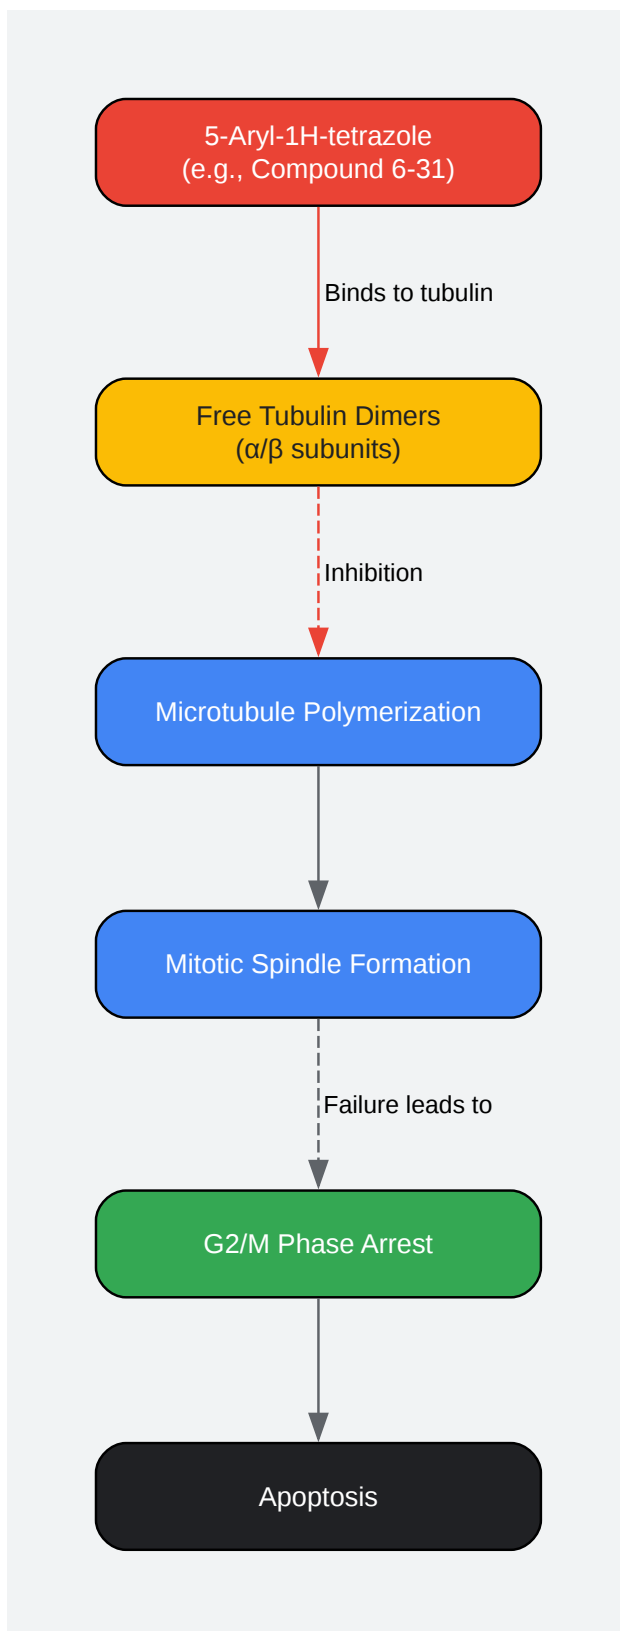 5-Aryl-1H-tetrazole
(e.g., Compound 6-31)
Binds to tubulin
Free Tubulin Dimers
(α/β subunits)
Inhibition
Microtubule Polymerization
Mitotic Spindle Formation
Failure leads to
G2/M Phase Arrest
Apoptosis